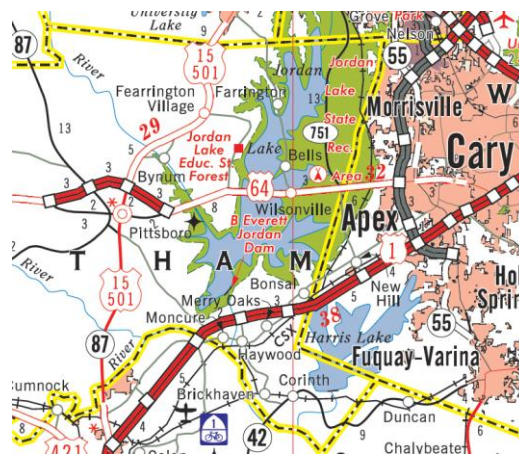 University
Lake
87
River
15
501
Grove Park
Nelson
55
Fearrington
Village
Farrington
Jordan
Jordan
Lake
State
Rec.
Area
Morrisville
W
13
29
13
751
Jordan
Lake
Educ. St.
Forest
Lake
Bells
32
Cary
Bynum
64
Wilsonville
Apex
Pittsboro
B Everett
Jordan
Dam
1
T H A M
15
501
River
Bonsal
New
Hill
Merry Oaks
Moncure
38
CSX
Harris Lake
55
87
River
Haywood
Fuquay-Varina
Brickhaven
Corinth
Duncan
1
42
421
Chalybeate